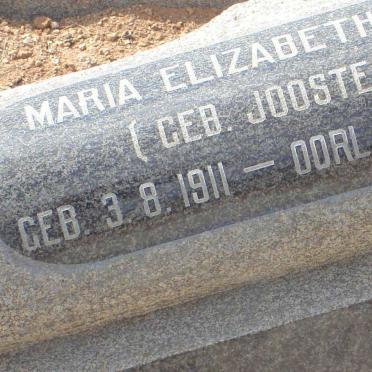 MARIA ELIZABETH
(GEB. JOOSTE
GEB. 3. 8. 1911 — OORL